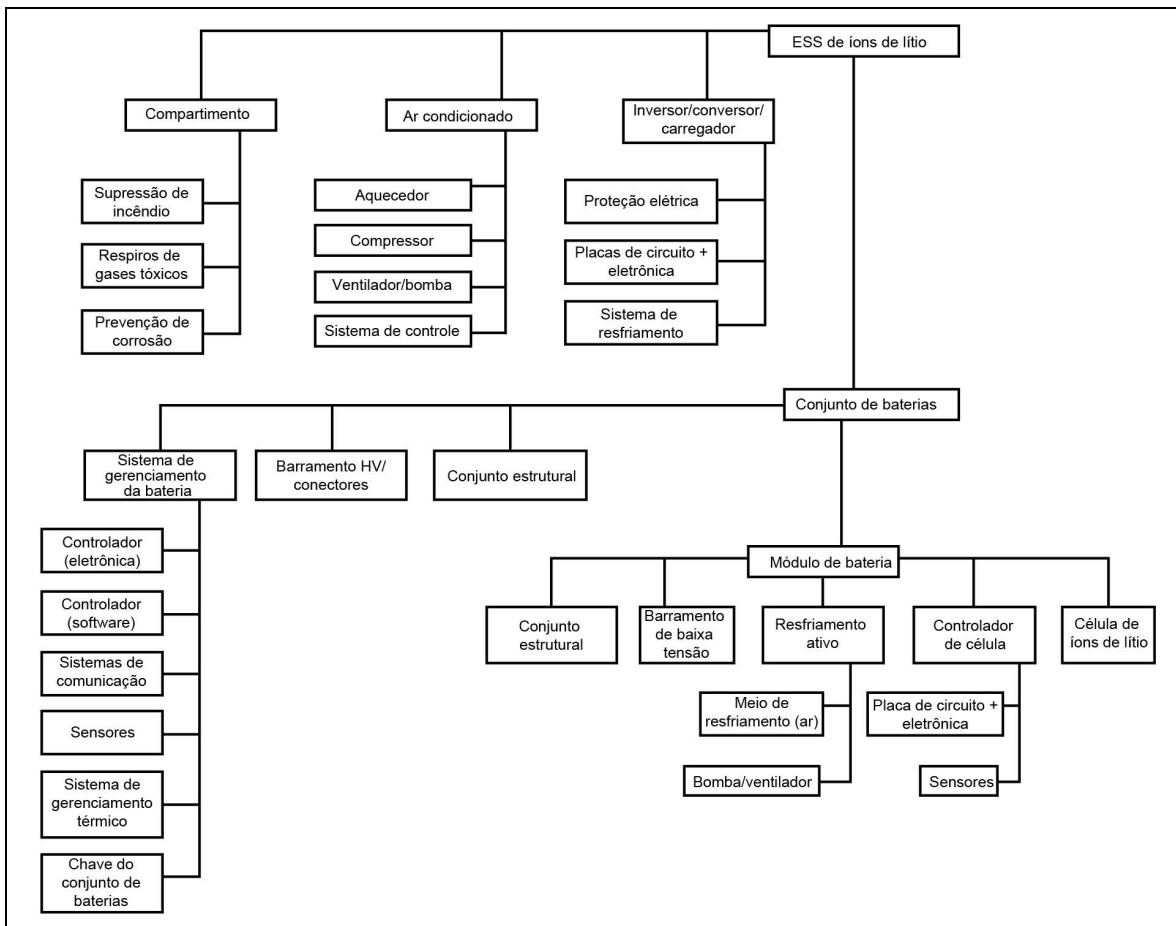 ESS de íons de lítio
Compartimento
Ar condicionado
Inversor/conversor/
carregador
Supressão de
incêndio
Respiros de
gases tóxicos
Prevenção de
corrosão
Aquecedor
Compressor
Ventilador/bomba
Sistema de controle
Proteção elétrica
Placas de circuito +
eletrônica
Sistema de
resfriamento
Conjunto de baterias
Sistema de
gerenciamento
da bateria
Barramento HV/
conectores
Conjunto estrutural
Controlador
(eletrônica)
Controlador
(software)
Sistemas de
comunicação
Sensores
Sistema de
gerenciamento
térmico
Chave do
conjunto de
baterias
Módulo de bateria
Conjunto
estrutural
Barramento
de baixa
tensão
Resfriamento
ativo
Controlador
de célula
Célula de
íons de lítio
Meio de
resfriamento (ar)
Bomba/ventilador
Placa de circuito +
eletrônica
Sensores